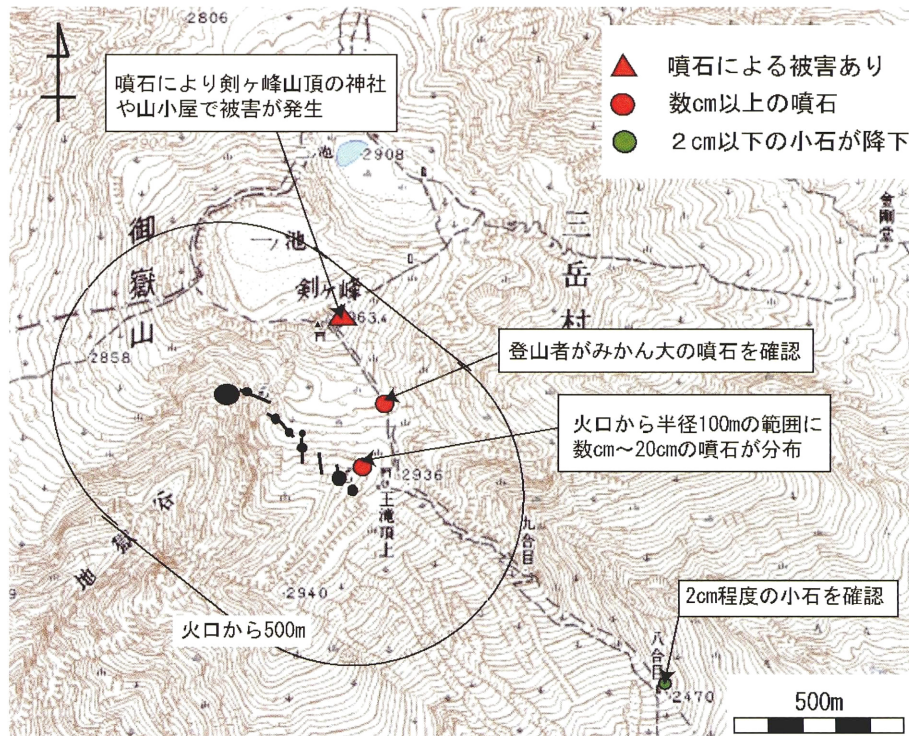 2806
噴石により剣ヶ峰山頂の神社
や山小屋で被害が発生
噴石による被害あり
数cm以上の噴石
2cm以下の小石が降下
2900
池
2908
金剛堂
御嶽山
一ノ池
三岳村
剣ヶ峰
2858
登山者がみかん大の噴石を確認
火口から半径100mの範囲に
数cm～20cmの噴石が分布
2936
王滝頂上
地獄谷
九合目
2940
火口から500m
2cm程度の小石を確認
八合目
2470
500m